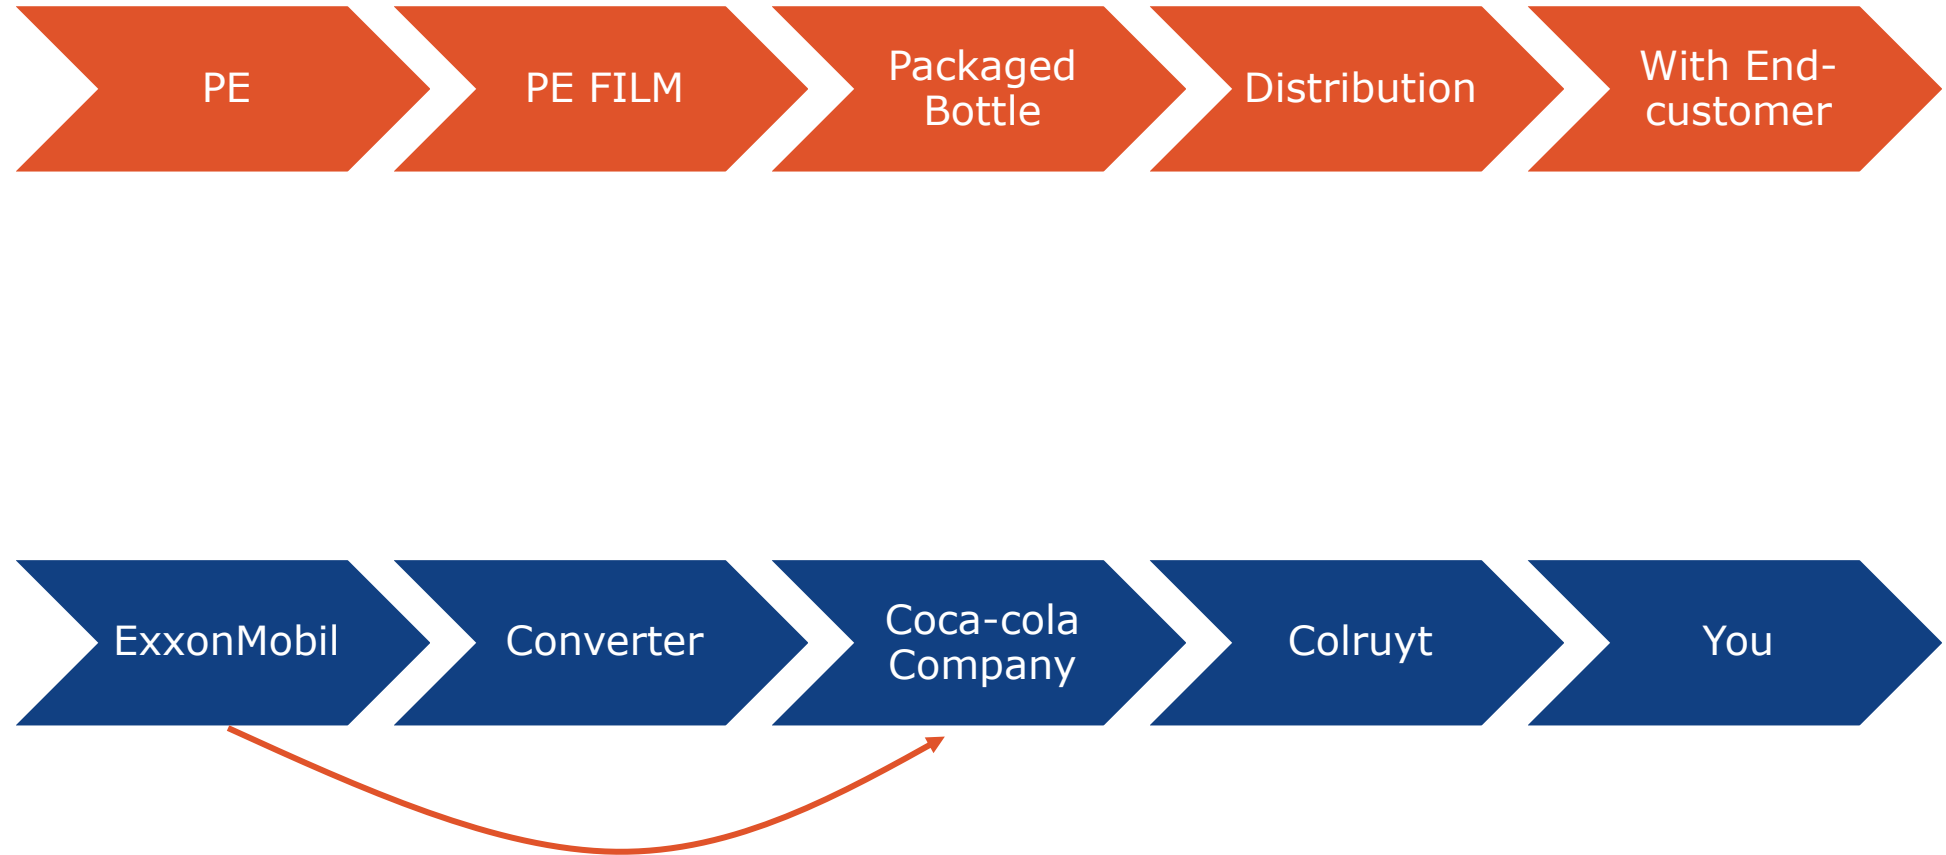 PE
PE FILM
Packaged
Bottle
Distribution
With End-
customer
ExxonMobil
Converter
Coca-cola
Company
Colruyt
You